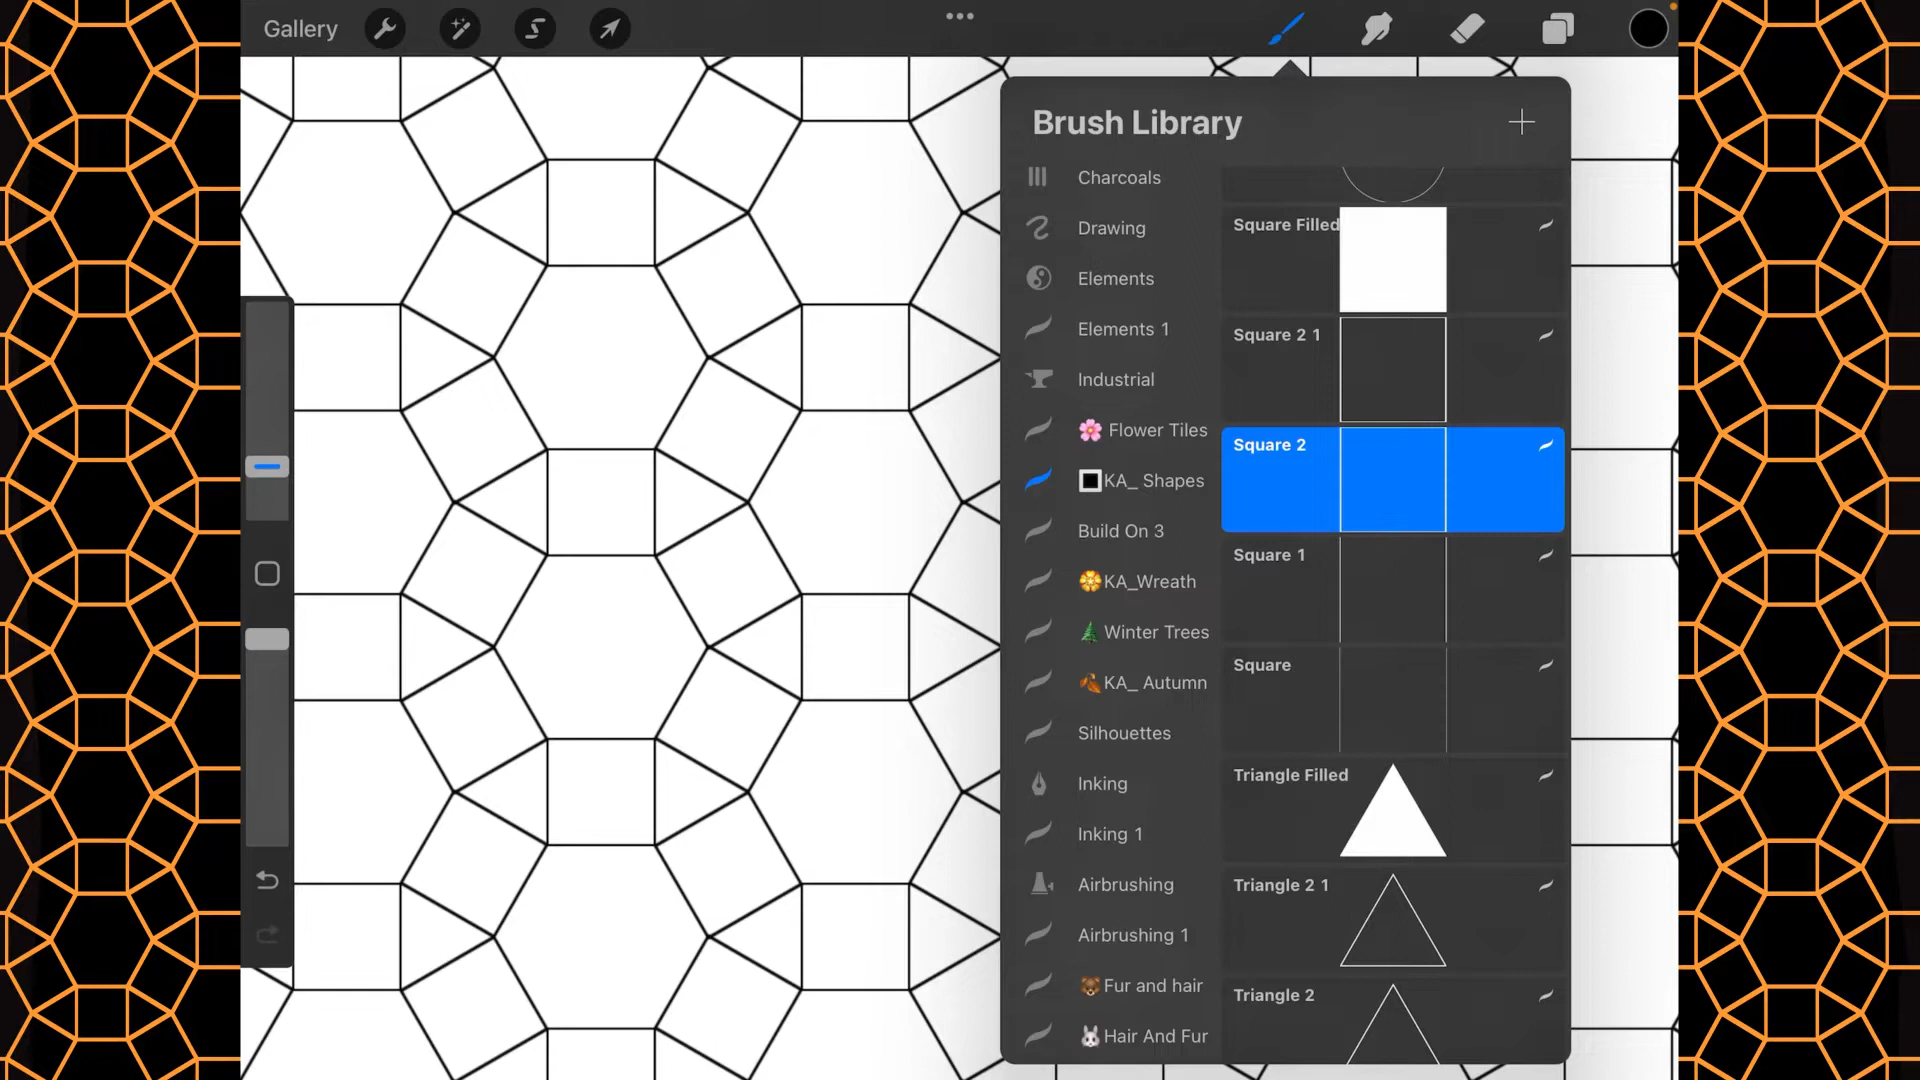 Gallery
Brush Library
Charcoals
Drawing
Elements
Elements 1
Industrial
🌸 Flower Tiles
🔳KA_ Shapes
Build On 3
🏵️KA_Wreath
🌲Winter Trees
🍂KA_ Autumn
Silhouettes
Inking
Inking 1
Airbrushing
Airbrushing 1
🐻Fur and hair
🐰Hair And Fur
Square Filled
Square 2 1
Square 2
Square 1
Square
Triangle Filled
Triangle 2 1
Triangle 2